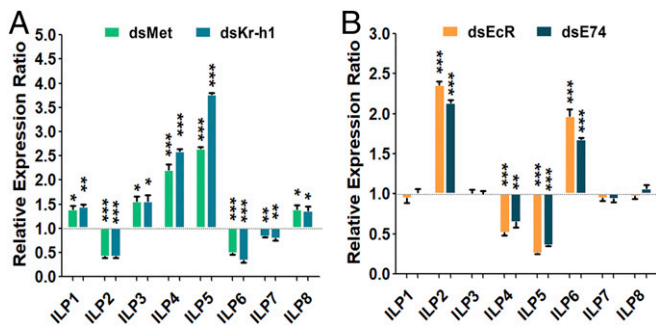 A
dsMet dsKr-h1
Relative Expression Ratio
5.0
4.5
4.0
3.5
3.0
2.5
2.0
1.5
1.0
0.5
0.0
* ** *** *** * * *** *** *** *** *** *** ** ** * *
ILP1 ILP2 ILP3 ILP4 ILP5 ILP6 ILP7 ILP8
B
dsEcR dsE74
Relative Expression Ratio
3.0
2.5
2.0
1.5
1.0
0.5
0.0
*** *** *** ** *** *** *** ***
ILP1 ILP2 ILP3 ILP4 ILP5 ILP6 ILP7 ILP8